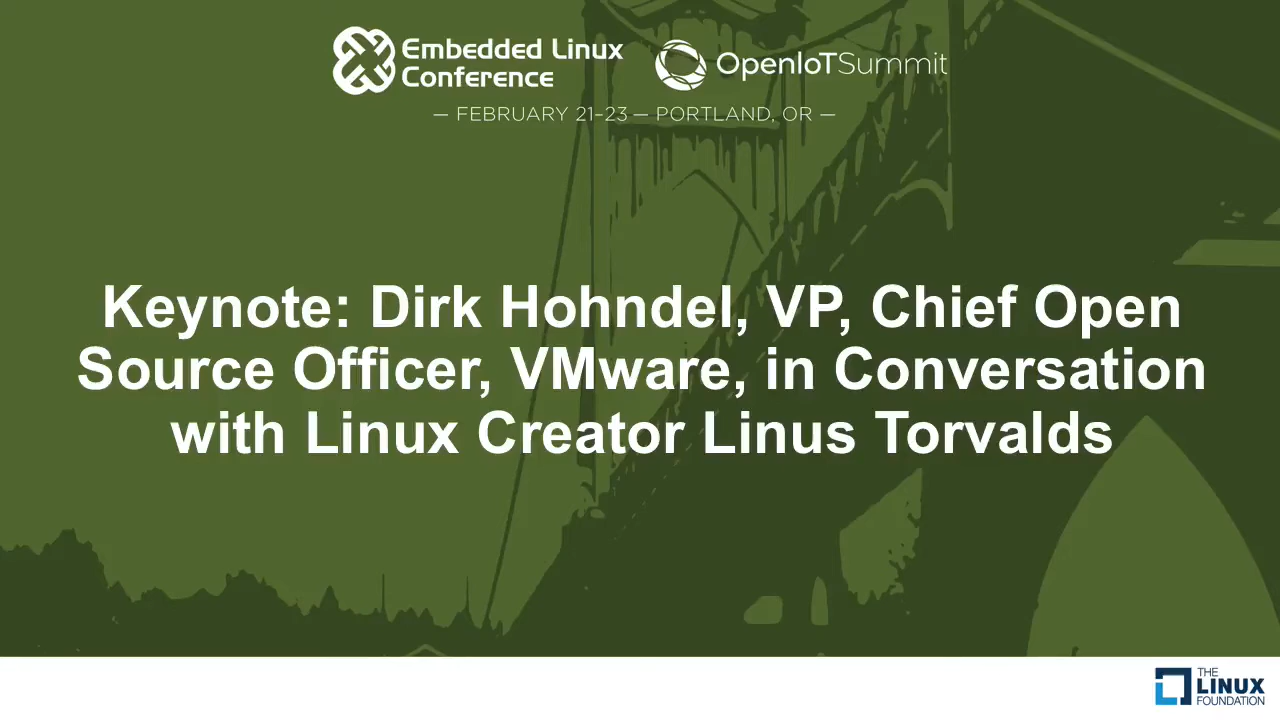 Embedded Linux
Conference
OpenIoTSummit
— FEBRUARY 21–23 — PORTLAND, OR —
Keynote: Dirk Hohndel, VP, Chief Open
Source Officer, VMware, in Conversation
with Linux Creator Linus Torvalds
THE
LINUX
FOUNDATION